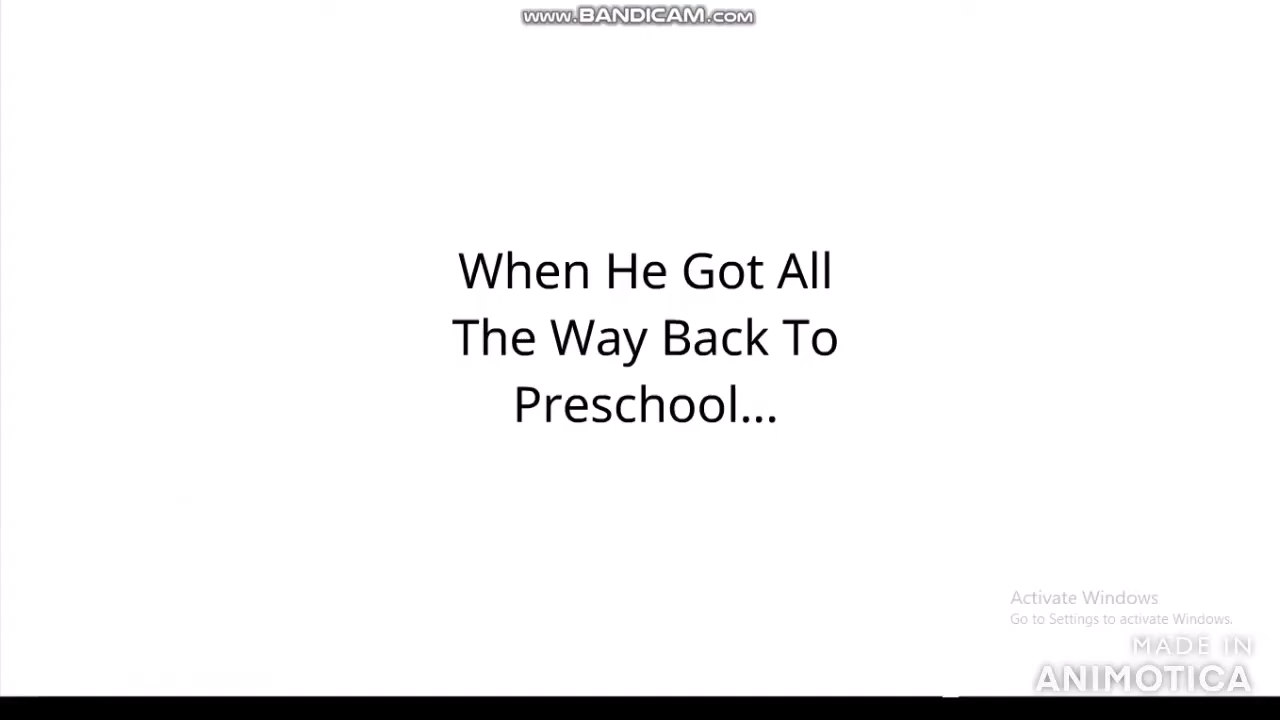 www.BANDICAM.com
When He Got All
The Way Back To
Preschool...
Activate Windows
Go to Settings to activate Windows.
MADE IN
ANIMOTICA